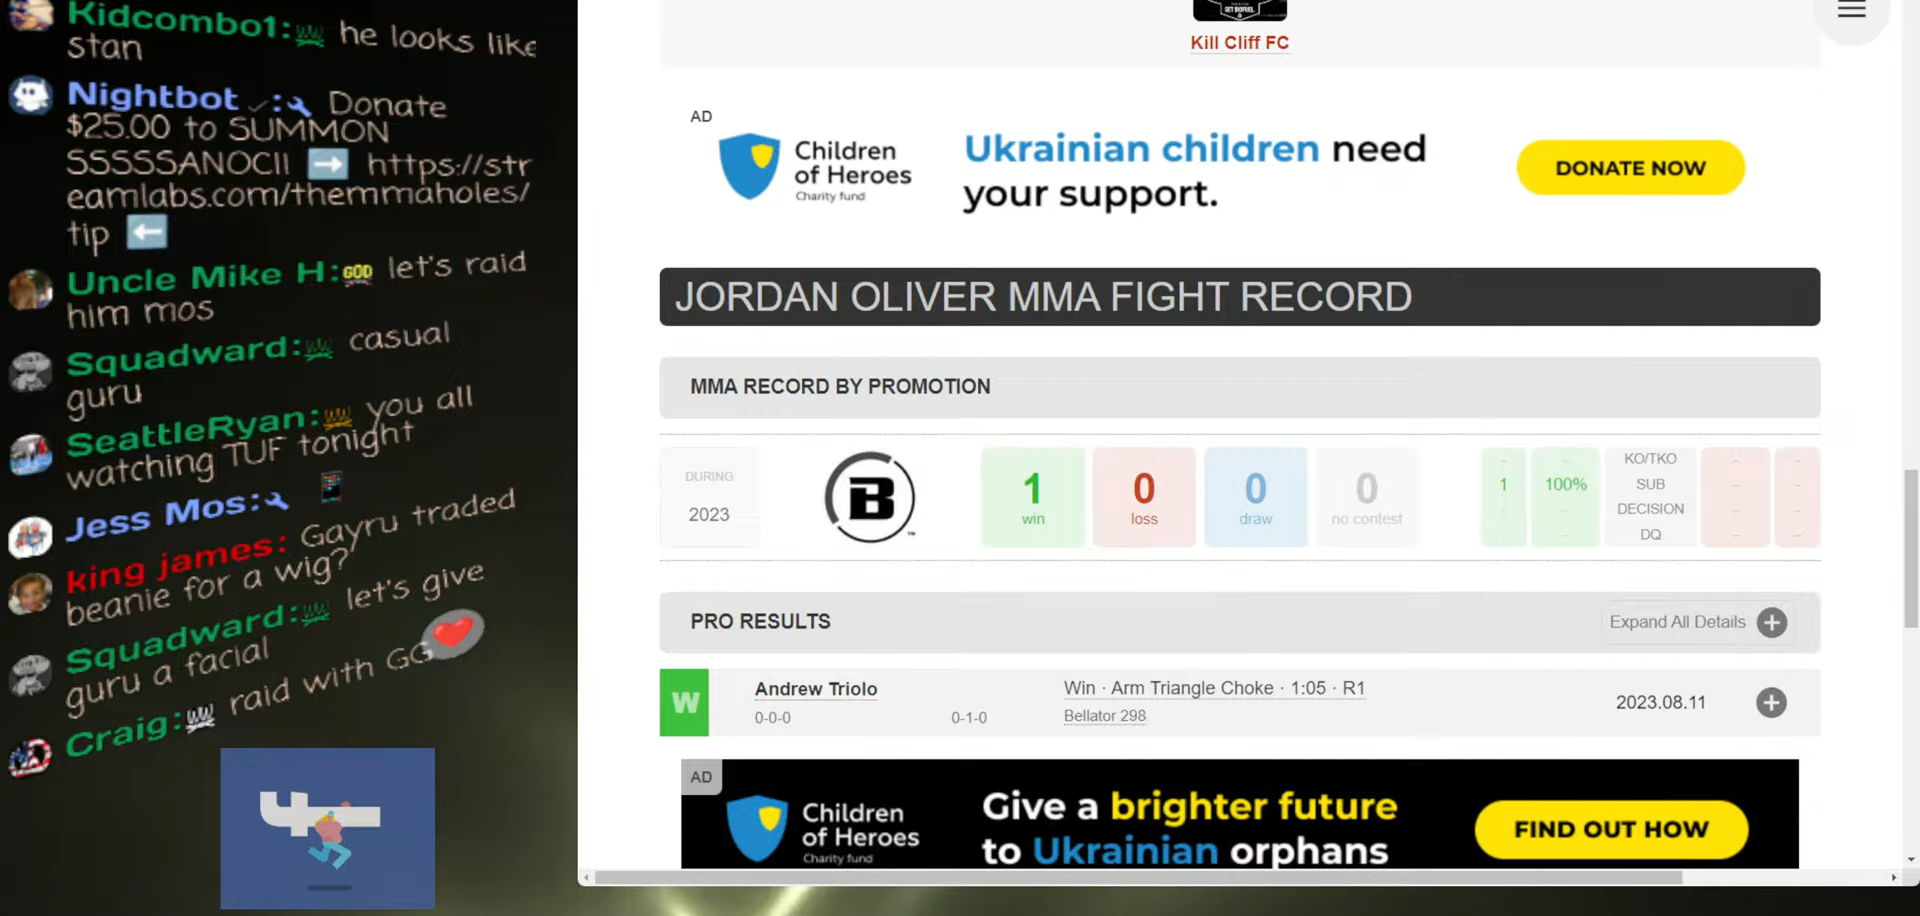 Kidcombo1: he looks like
stan
Nightbot : Donate
$25.00 to SUMMON
SSSSSANOCII ➡ https://str
eamlabs.com/themmaholes/
tip ⬅
Uncle Mike H: GOD let's raid
him mos
Squadward: casual
guru
SeattleRyan: you all
watching TUF tonight
Jess Mos:
king james: Gayru traded
beanie for a wig?
Squadward: let's give
guru a facial
Craig: raid with GG
GET BIOFUEL
Kill Cliff FC
AD
Children
of Heroes
Charity fund
Ukrainian children need
your support.
DONATE NOW
JORDAN OLIVER MMA FIGHT RECORD
MMA RECORD BY PROMOTION
DURING
2023
B
™
1
win
0
loss
0
draw
0
no contest
- - KO/TKO - -
1 100% SUB - -
- - DECISION - -
- - DQ - -
PRO RESULTS
Expand All Details
W
Andrew Triolo
0-0-0
0-1-0
Win · Arm Triangle Choke · 1:05 · R1
Bellator 298
2023.08.11
AD
Children
of Heroes
Charity fund
Give a brighter future
to Ukrainian orphans
FIND OUT HOW